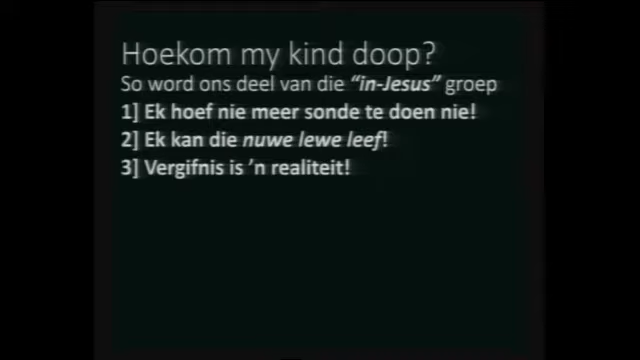 Hoekom my kind doop?
So word ons deel van die “in-Jesus” groep
1] Ek hoef nie meer sonde te doen nie!
2] Ek kan die nuwe lewe leef!
3] Vergifnis is ’n realiteit!